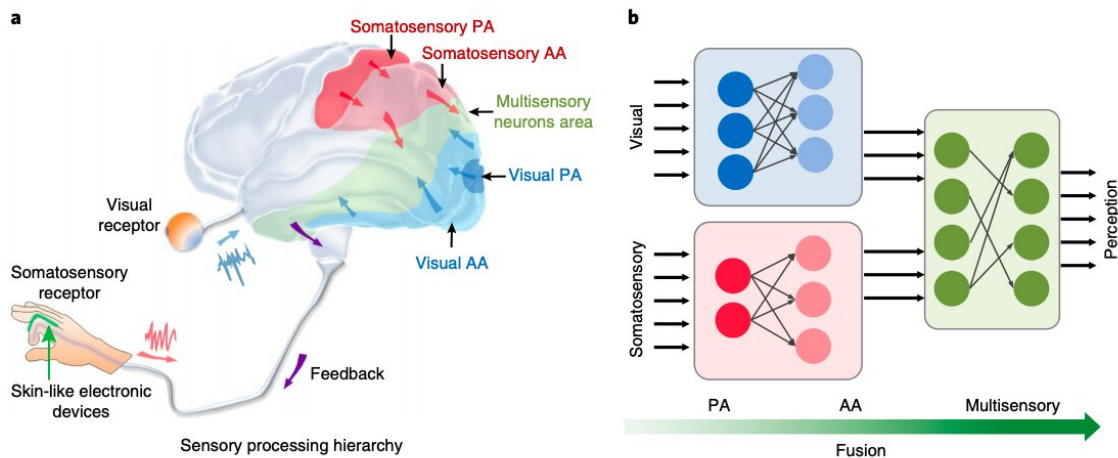 a
Somatosensory PA
Somatosensory AA
Multisensory
neurons area
Visual PA
Visual AA
Visual
receptor
Somatosensory
receptor
Skin-like electronic
devices
Feedback
Sensory processing hierarchy
b
Visual
Somatosensory
Perception
PA
AA
Multisensory
Fusion